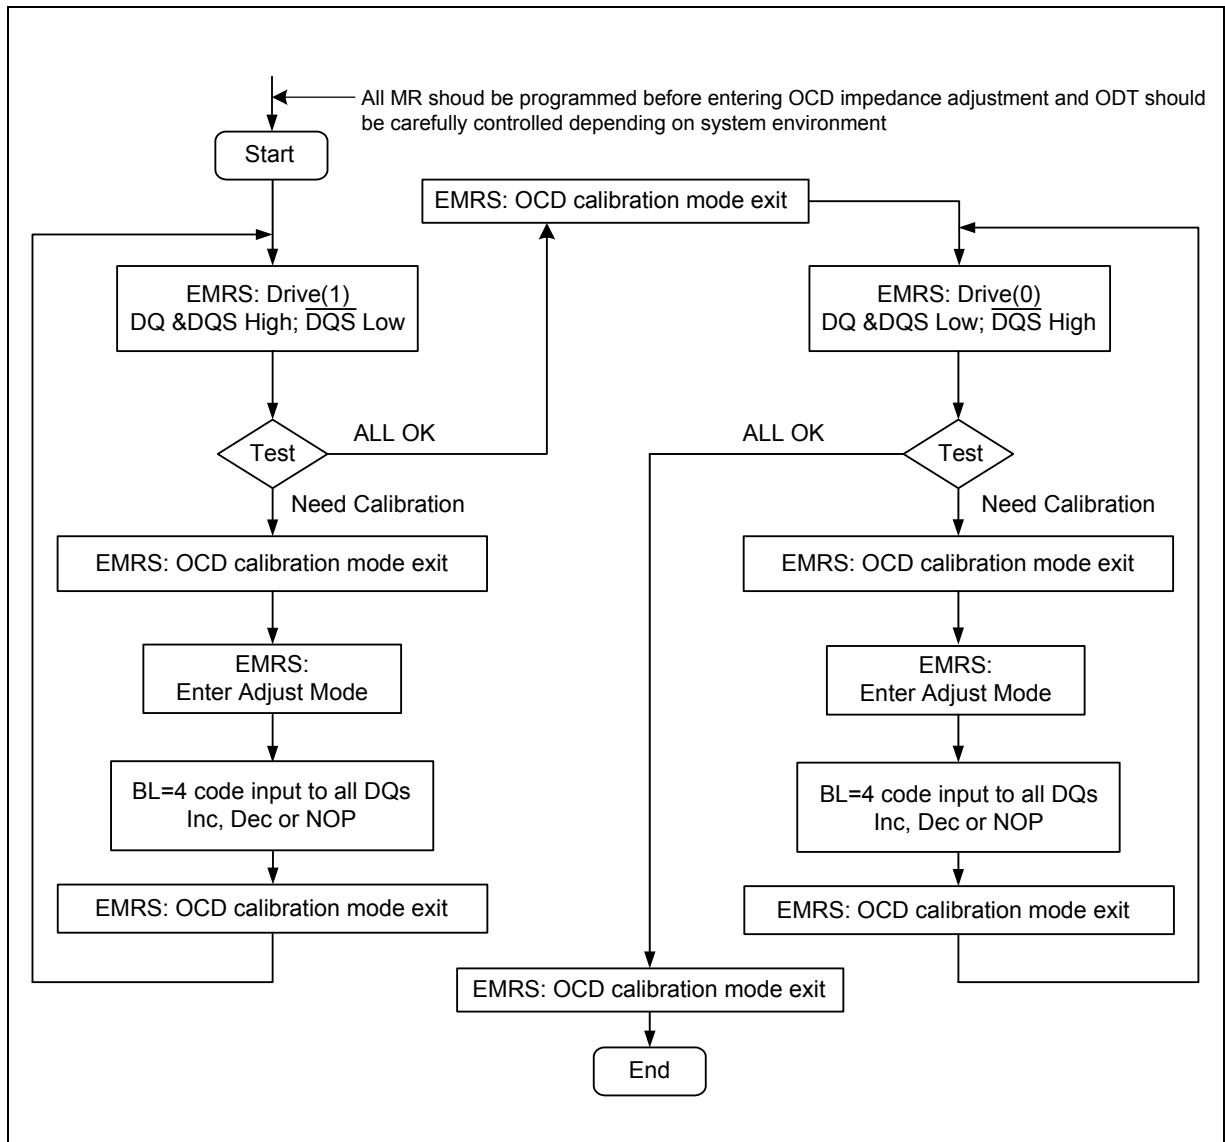 All MR shoud be programmed before entering OCD impedance adjustment and ODT should
be carefully controlled depending on system environment
Start
EMRS: OCD calibration mode exit
EMRS: Drive(1)
DQ &DQS High; D̅Q̅S̅ Low
Test
ALL OK
Need Calibration
EMRS: OCD calibration mode exit
EMRS:
Enter Adjust Mode
BL=4 code input to all DQs
Inc, Dec or NOP
EMRS: OCD calibration mode exit
EMRS: Drive(0)
DQ &DQS Low; D̅Q̅S̅ High
ALL OK
Test
Need Calibration
EMRS: OCD calibration mode exit
EMRS:
Enter Adjust Mode
BL=4 code input to all DQs
Inc, Dec or NOP
EMRS: OCD calibration mode exit
EMRS: OCD calibration mode exit
End